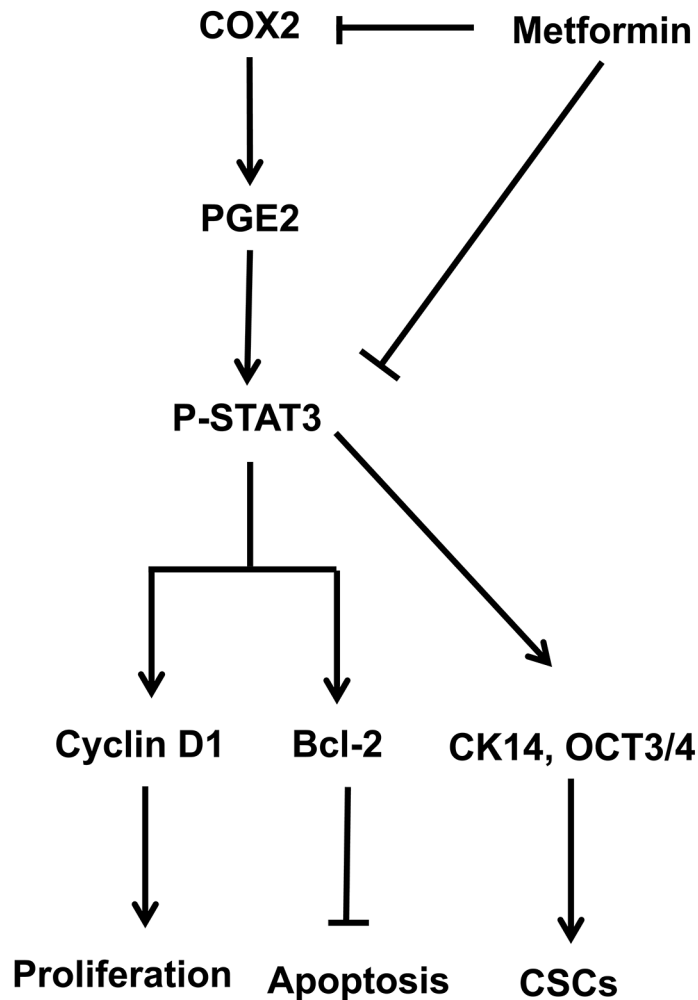 COX2
Metformin
PGE2
P-STAT3
Cyclin D1
Bcl-2
CK14, OCT3/4
Proliferation
Apoptosis
CSCs